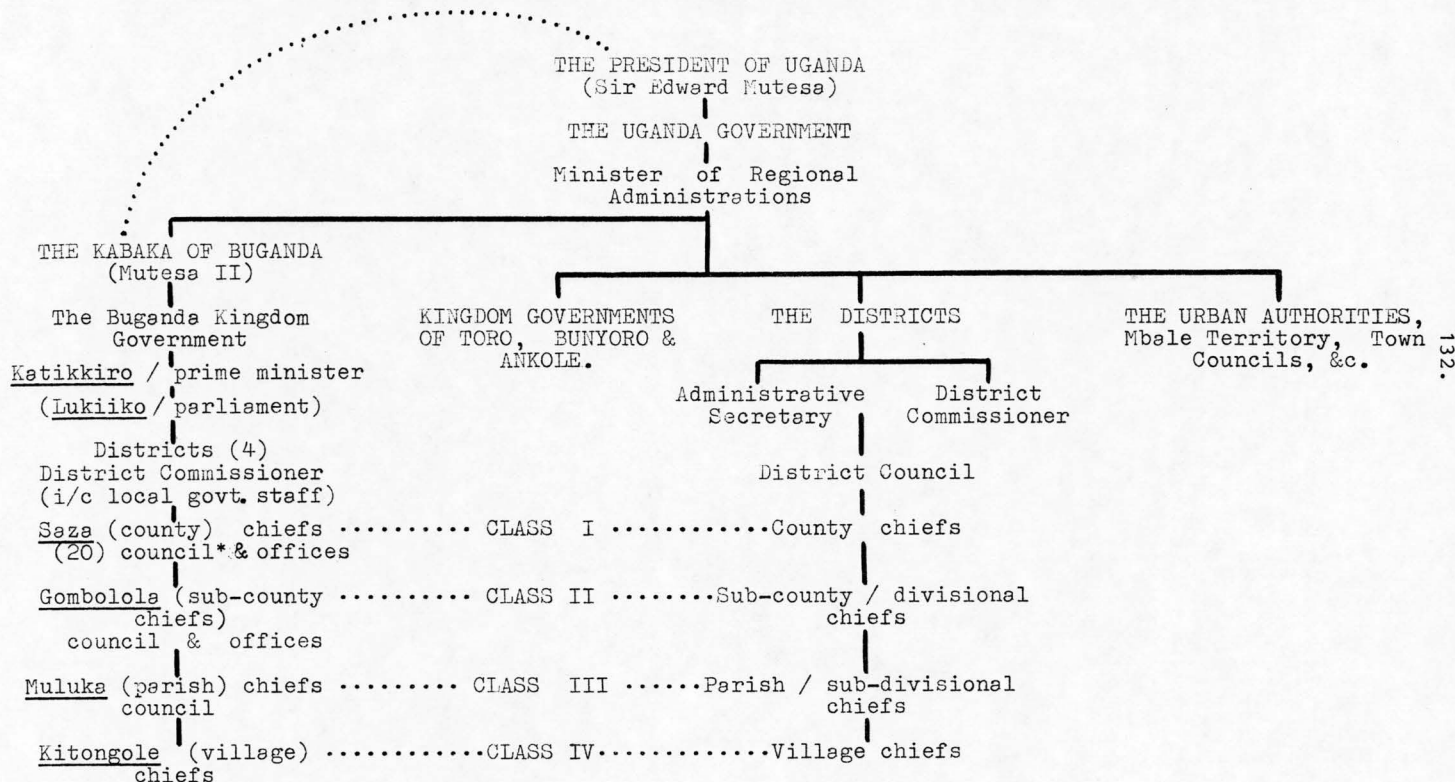 THE PRESIDENT OF UGANDA
(Sir Edward Mutesa)
THE UGANDA GOVERNMENT
Minister of Regional
Administrations
THE KABAKA OF BUGANDA
(Mutesa II)
The Buganda Kingdom
Government
Katikkiro / prime minister
(Lukiiko / parliament)
Districts (4)
District Commissioner
(i/c local govt. staff)
KINGDOM GOVERNMENTS
OF TORO, BUNYORO &
ANKOLE.
THE DISTRICTS
Administrative
Secretary
District
Commissioner
District Council
THE URBAN AUTHORITIES,
Mbale Territory, Town
Councils, &c.
132.
Saza (county) chiefs .......... CLASS I ............. County chiefs
(20) council* & offices
Gombolola (sub-county .......... CLASS II ........ Sub-county / divisional
chiefs) chiefs
council & offices
Muluka (parish) chiefs ......... CLASS III ...... Parish / sub-divisional
council chiefs
Kitongole (village) ............ CLASS IV ............. Village chiefs
chiefs